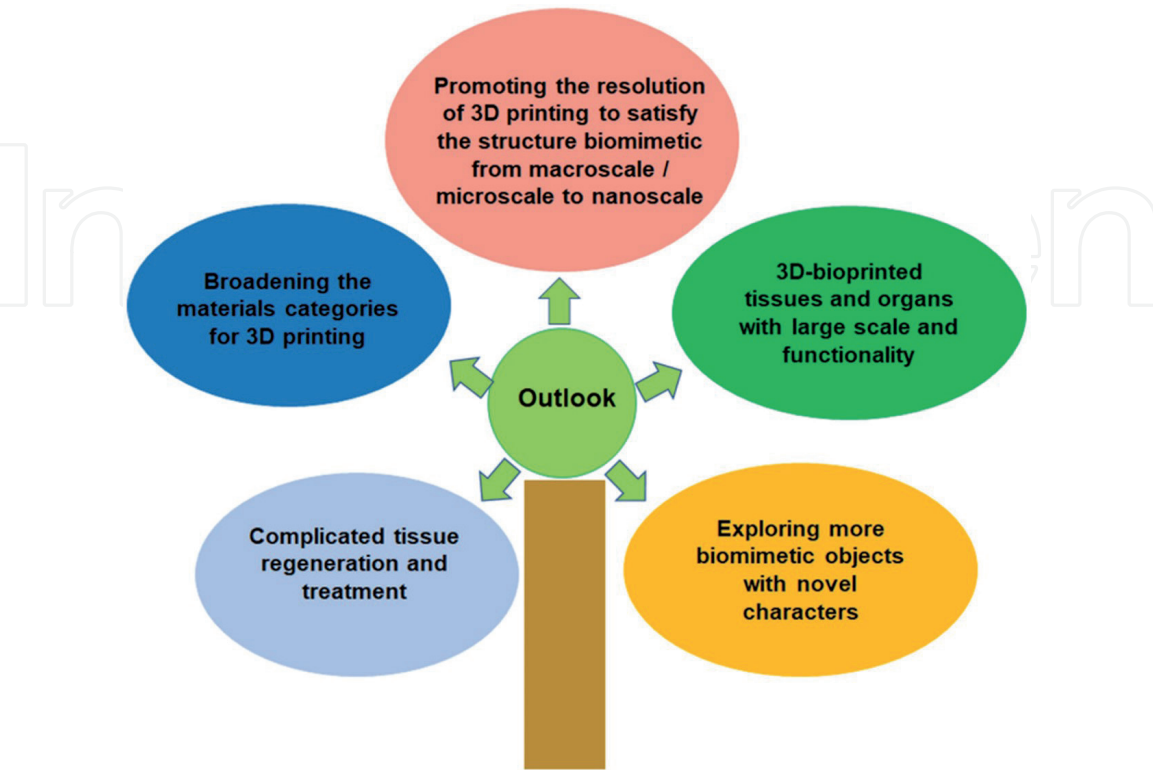 Promoting the resolution
of 3D printing to satisfy
the structure biomimetic
from macroscale /
microscale to nanoscale
Broadening the
materials categories
for 3D printing
3D-bioprinted
tissues and organs
with large scale and
functionality
Outlook
Complicated tissue
regeneration and
treatment
Exploring more
biomimetic objects
with novel
characters